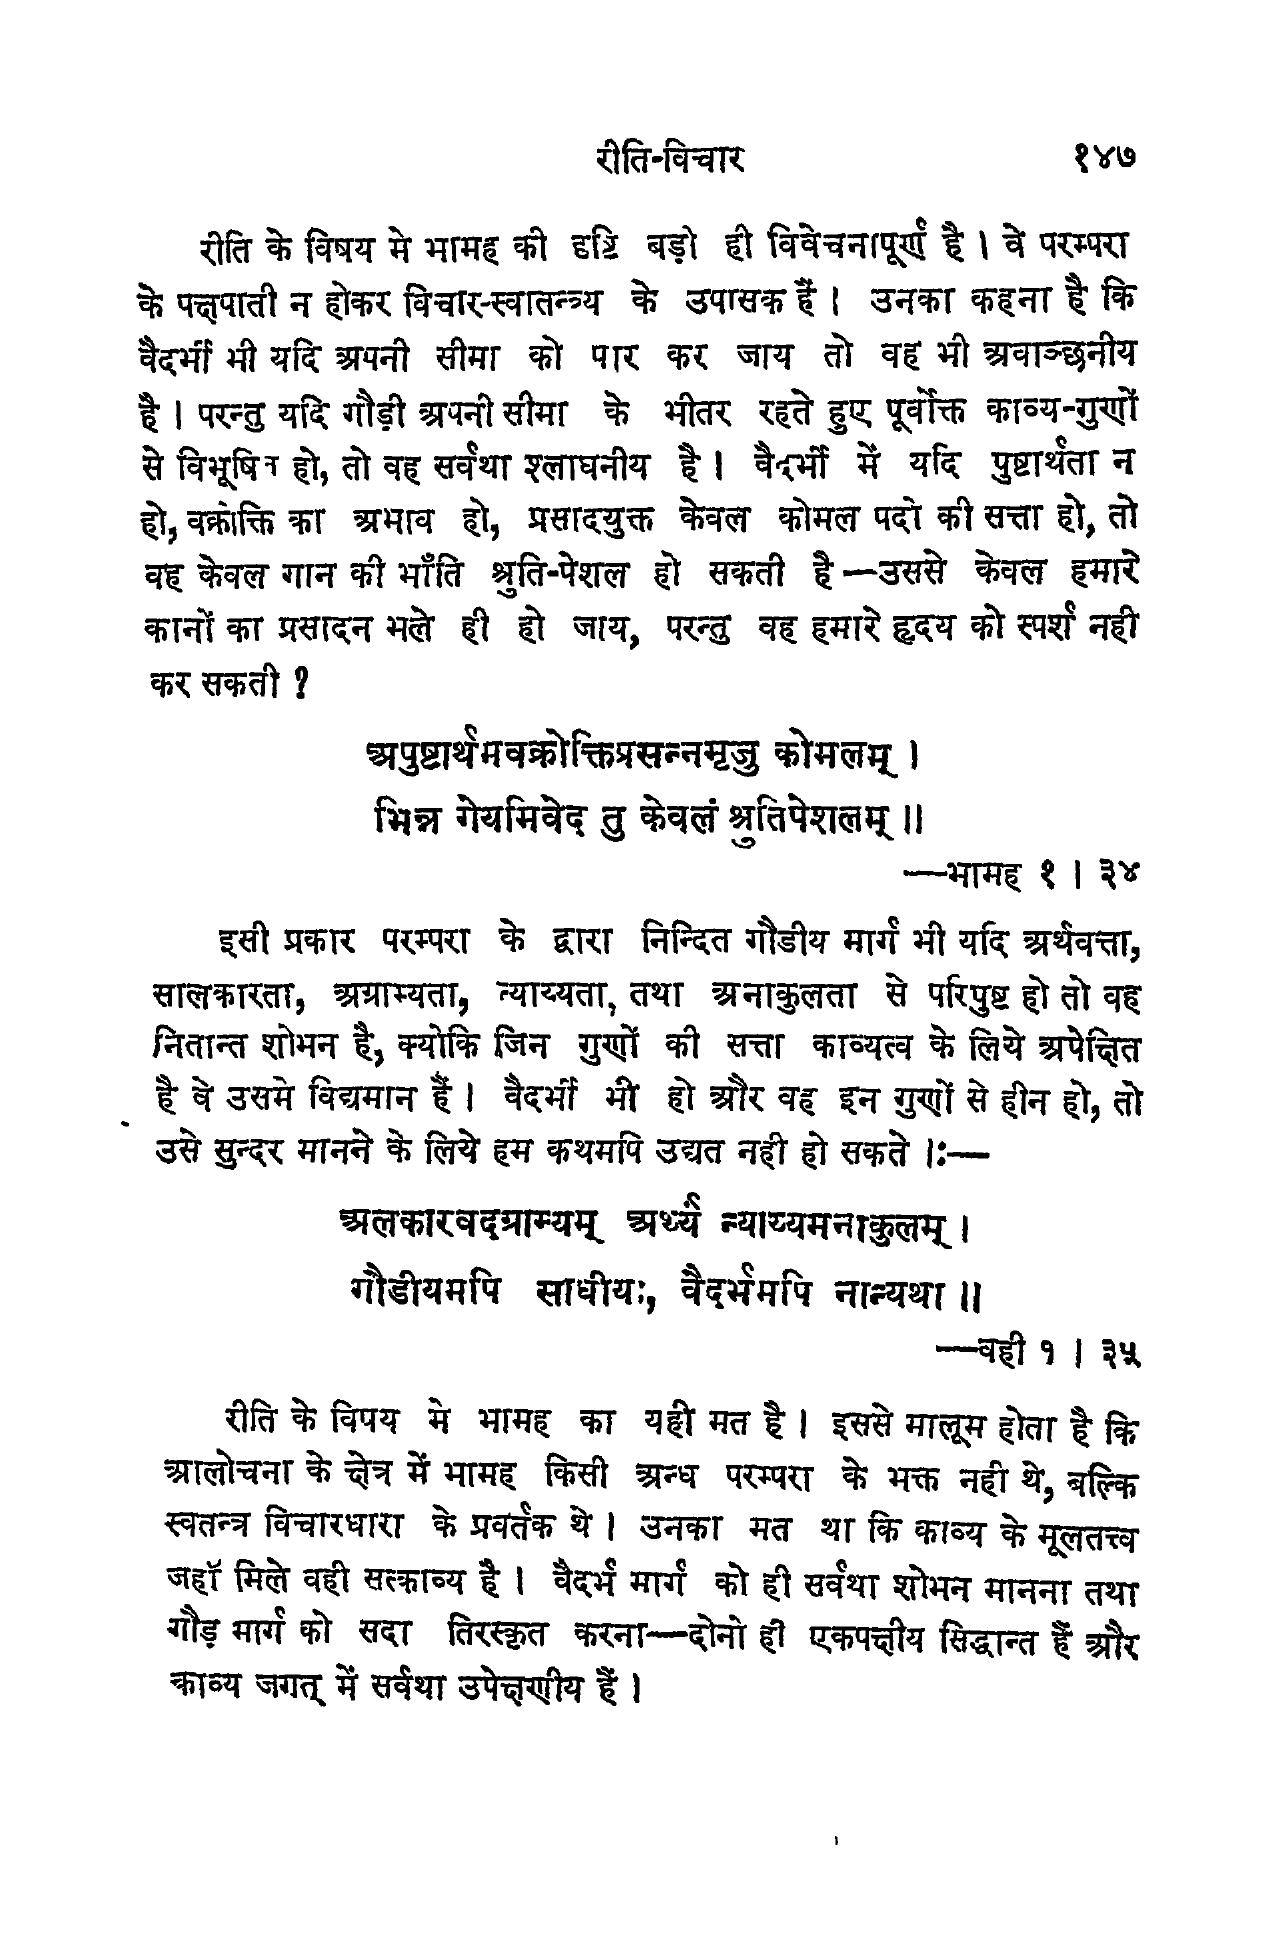 रीति-विचार १४७
रीति के विषय मे भामह की दृष्टि बड़ो ही विवेचनापूर्ण है । वे परम्परा
के पक्षपाती न होकर विचार-स्वातन्त्र्य के उपासक हैं । उनका कहना है कि
वैदर्भी भी यदि अपनी सीमा को पार कर जाय तो वह भी अवाञ्छनीय
है । परन्तु यदि गौड़ी अपनी सीमा के भीतर रहते हुए पूर्वोक्त काव्य-गुणों
से विभूषित हो, तो वह सर्वथा श्लाघनीय है । वैदर्भी में यदि पुष्टार्थता न
हो, वक्रोक्ति का अभाव हो, प्रसादयुक्त केवल कोमल पदो की सत्ता हो, तो
वह केवल गान की भाँति श्रुति-पेशल हो सकती है—उससे केवल हमारे
कानों का प्रसादन भले ही हो जाय, परन्तु वह हमारे हृदय को स्पर्श नही
कर सकती ?
अपुष्टार्थमवक्रोक्तिप्रसन्नमृजु कोमलम् ।
भिन्न गेयमिवेद तु केवलं श्रुतिपेशलम् ॥
—भामह १ । ३४
इसी प्रकार परम्परा के द्वारा निन्दित गौडीय मार्ग भी यदि अर्थवत्ता,
सालकारता, अग्राम्यता, न्याय्यता, तथा अनाकुलता से परिपुष्ट हो तो वह
नितान्त शोभन है, क्योकि जिन गुणों की सत्ता काव्यत्व के लिये अपेक्षित
है वे उसमे विद्यमान हैं । वैदर्भी भी हो और वह इन गुणों से हीन हो, तो
उसे सुन्दर मानने के लिये हम कथमपि उद्यत नही हो सकते ।:—
अलकारवदग्राम्यम् अर्थ्यं न्याय्यमनाकुलम् ।
गौडीयमपि साधीयः, वैदर्भमपि नान्यथा ॥
—वही १ । ३५
रीति के विपय मे भामह का यही मत है । इससे मालूम होता है कि
आलोचना के क्षेत्र में भामह किसी अन्ध परम्परा के भक्त नही थे, बल्कि
स्वतन्त्र विचारधारा के प्रवर्तक थे । उनका मत था कि काव्य के मूलतत्त्व
जहाॅ मिले वही सत्काव्य है । वैदर्भ मार्ग को ही सर्वथा शोभन मानना तथा
गौड़ मार्ग को सदा तिरस्कृत करना—दोनो ही एकपक्षीय सिद्धान्त हैं और
काव्य जगत् में सर्वथा उपेक्षणीय हैं ।